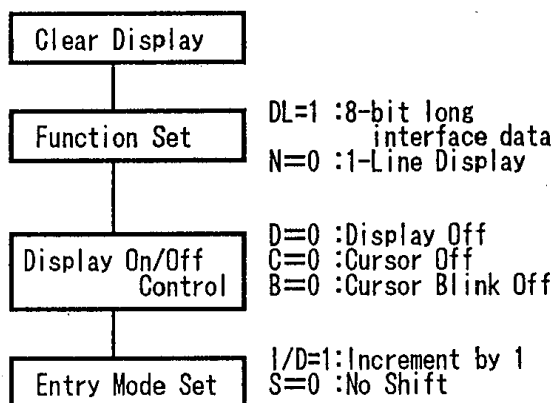 Clear Display
Function Set
DL=1 :8-bit long
interface data
N=0 :1-Line Display
Display On/Off
Control
D=0 :Display Off
C=0 :Cursor Off
B=0 :Cursor Blink Off
Entry Mode Set
I/D=1:Increment by 1
S=0 :No Shift